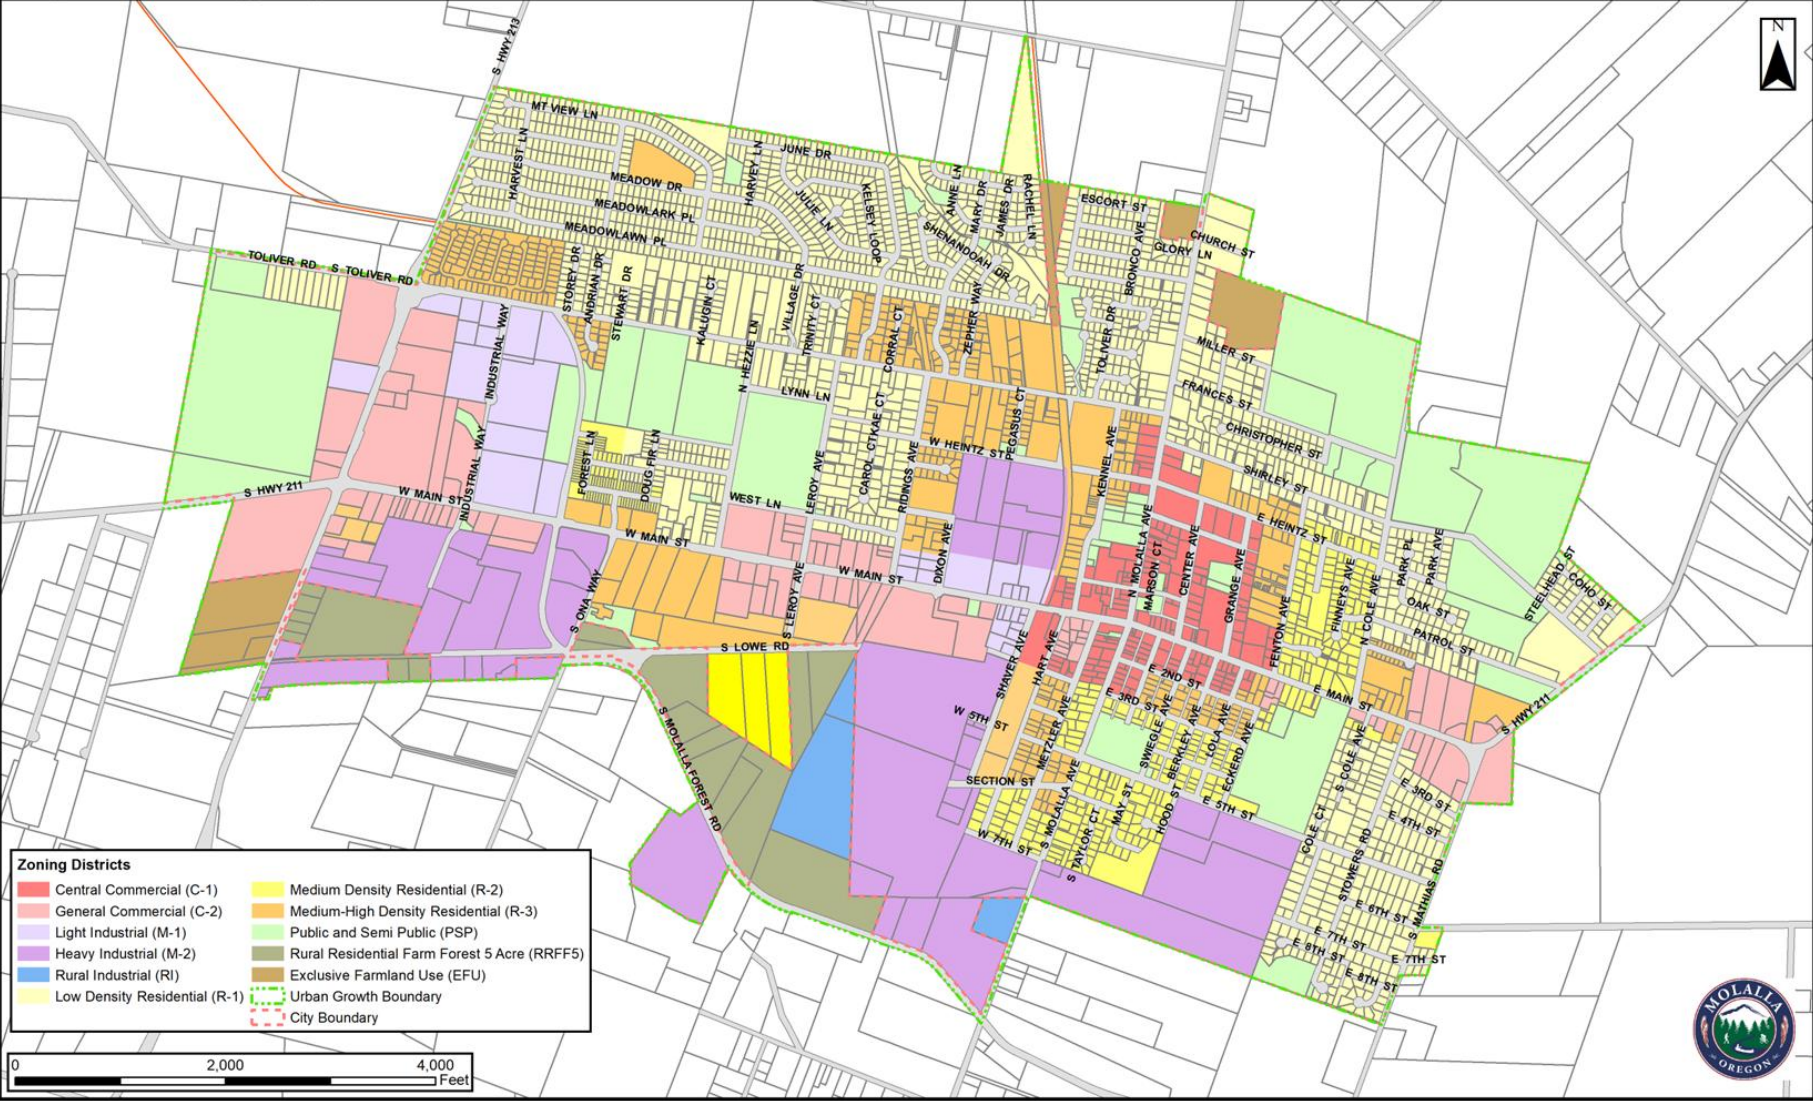 N
S HWY 213
MT VIEW LN
HARVEST LN
JUNE DR
HARVEY LN
MEADOW DR
JULIE LN
KELSEY LOOP
ANNE LN
MARY DR
JAMES DR
RACHEL LN
ESCORT ST
MEADOWLARK PL
MEADOWLAWN PL
SHENANDOAH DR
BRONCO AVE
GLORY LN
CHURCH ST
TOLIVER RD
S TOLIVER RD
STOREY DR
ANDRIAN DR
STEWART DR
KALUGIN CT
VILLAGE DR
TRINITY CT
N HEZZIE LN
CORRAL CT
ZEPHER WAY
TOLIVER DR
MILLER ST
INDUSTRIAL WAY
LYNN LN
FRANCES ST
CHRISTOPHER ST
SHIRLEY ST
INDUSTRIAL WAY
FOREST LN
DOUG FIR LN
LEROY AVE
CAROL CT
KAE CT
RIDINGS AVE
W HEINTZ ST
PEGASUS CT
KENNEL AVE
S HWY 211
W MAIN ST
WEST LN
W MAIN ST
W MAIN ST
DIXON AVE
N MOLALLA AVE
MARSON CT
CENTER AVE
GRANGE AVE
E HEINTZ ST
FENTON AVE
FINNEYS AVE
N COLE AVE
PARK PL
PARK AVE
OAK ST
PATROL ST
STEELHEAD ST
COHO ST
S ONA WAY
S LEROY AVE
S LOWE RD
SHAVER AVE
HART AVE
E 2ND ST
E 3RD ST
E MAIN ST
S HWY 211
W 5TH ST
METZLER AVE
SWIEGLE AVE
BERKLEY AVE
LOLA AVE
ECKERD AVE
S COLE AVE
S MOLALLA FOREST RD
SECTION ST
S MOLALLA AVE
MAY ST
HOOD ST
E 5TH ST
E 3RD ST
E 4TH ST
W 7TH ST
S TAYLOR CT
COLE CT
STOWERS RD
S MATHIAS RD
E 6TH ST
E 7TH ST
E 8TH ST
E 7TH ST
E 8TH ST
Zoning Districts
Central Commercial (C-1)
General Commercial (C-2)
Light Industrial (M-1)
Heavy Industrial (M-2)
Rural Industrial (RI)
Low Density Residential (R-1)
Medium Density Residential (R-2)
Medium-High Density Residential (R-3)
Public and Semi Public (PSP)
Rural Residential Farm Forest 5 Acre (RRFF5)
Exclusive Farmland Use (EFU)
Urban Growth Boundary
City Boundary
0 2,000 4,000
Feet
MOLALLA
OREGON